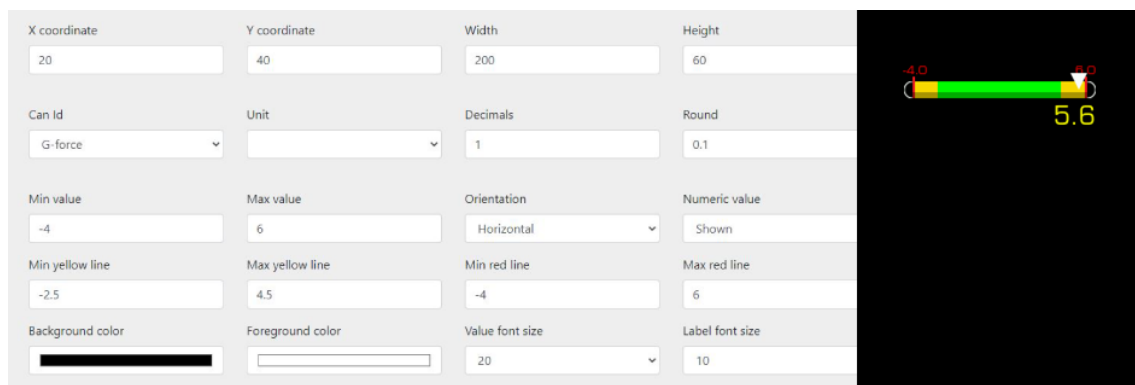 X coordinate Y coordinate Width Height
20 40 200 60
-4.0 6.0
5.6
Can Id Unit Decimals Round
G-force 1 0.1
Min value Max value Orientation Numeric value
-4 6 Horizontal Shown
Min yellow line Max yellow line Min red line Max red line
-2.5 4.5 -4 6
Background color Foreground color Value font size Label font size
20 10